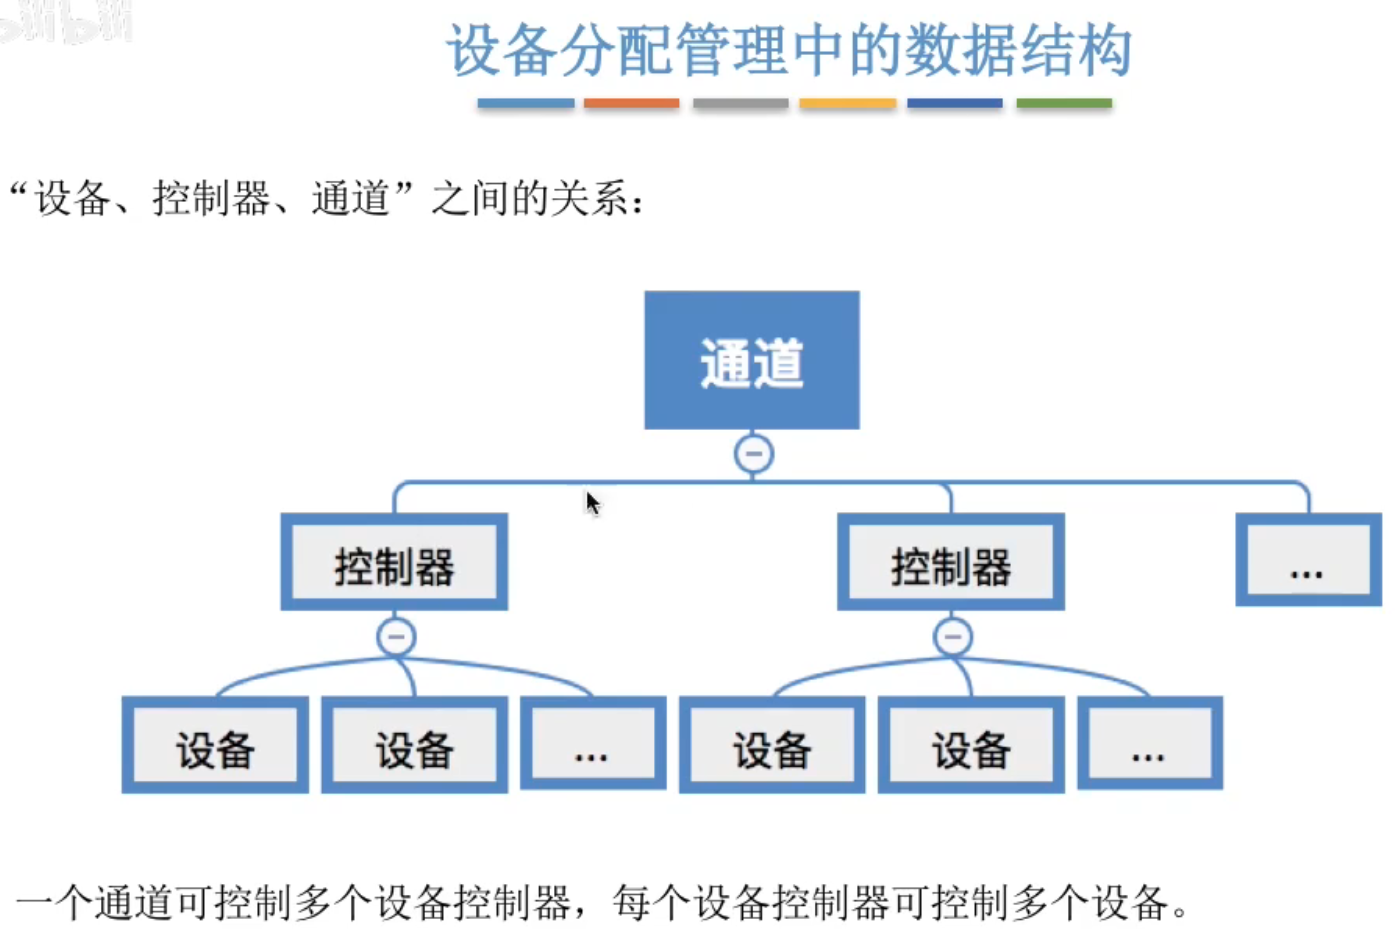 bilibili
设备分配管理中的数据结构
“设备、控制器、通道”之间的关系：
通道
控制器 控制器 ...
设备 设备 ... 设备 设备 ...
一个通道可控制多个设备控制器，每个设备控制器可控制多个设备。